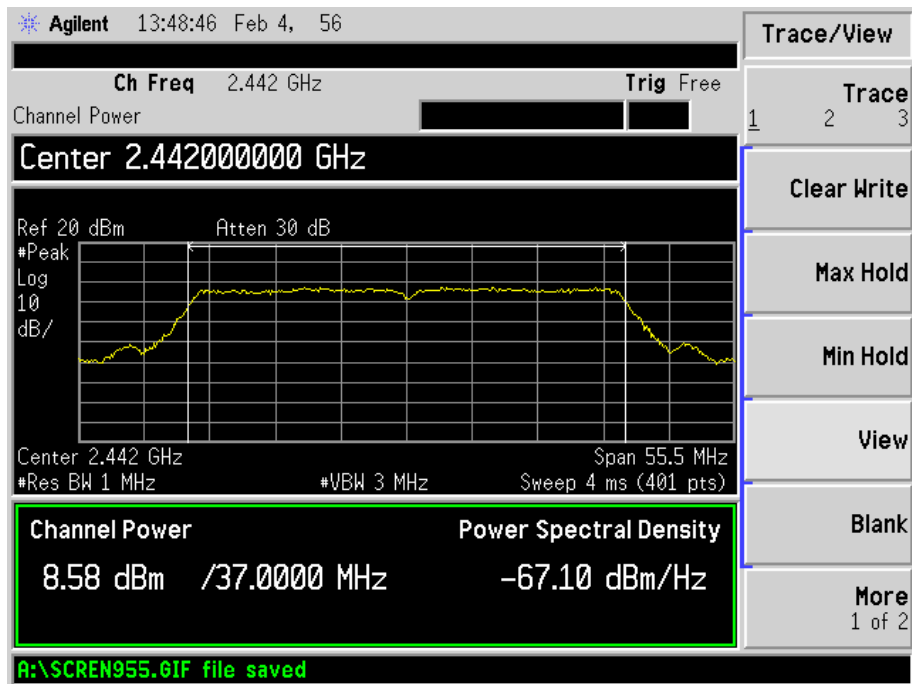 Agilent 13:48:46 Feb 4, 56
Trace/View
Ch Freq 2.442 GHz Trig Free
Channel Power
Trace
1 2 3
Center 2.442000000 GHz
Clear Write
Ref 20 dBm Atten 30 dB
#Peak
Log
10
dB/
Max Hold
Min Hold
Center 2.442 GHz Span 55.5 MHz
#Res BW 1 MHz #VBW 3 MHz Sweep 4 ms (401 pts)
View
Channel Power Power Spectral Density
8.58 dBm /37.0000 MHz -67.10 dBm/Hz
Blank
More
1 of 2
A:\SCREN955.GIF file saved